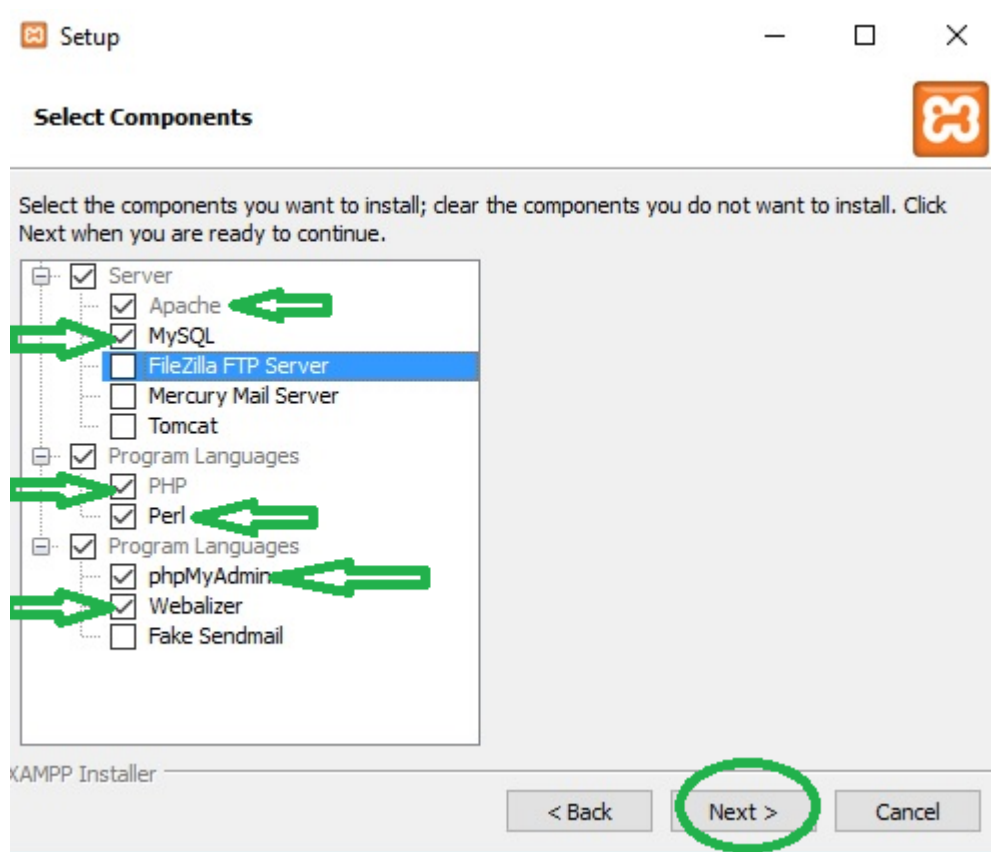 Setup
Select Components
Select the components you want to install; clear the components you do not want to install. Click
Next when you are ready to continue.
Server
Apache
MySQL
FileZilla FTP Server
Mercury Mail Server
Tomcat
Program Languages
PHP
Perl
Program Languages
phpMyAdmin
Webalizer
Fake Sendmail
XAMPP Installer
< Back Next > Cancel